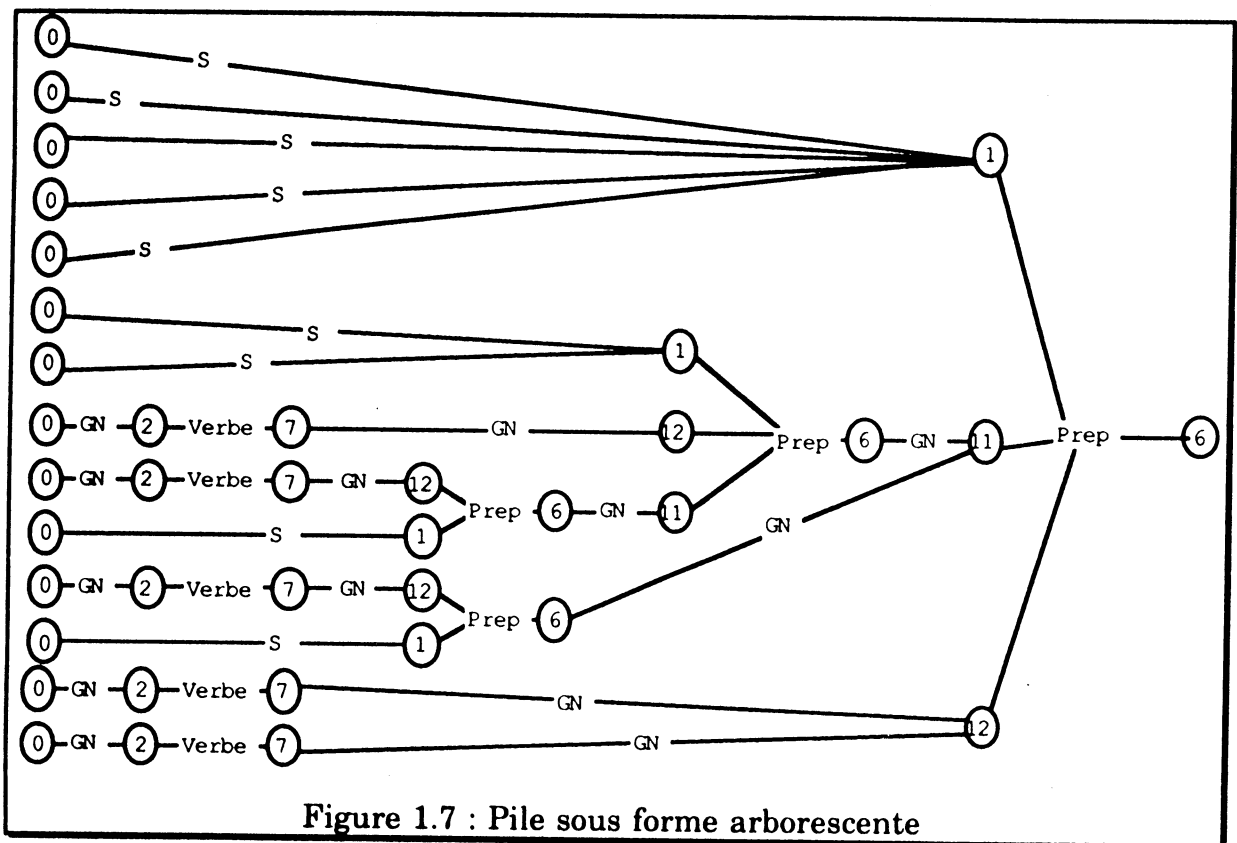 0 S
0 S
0 S 1
0 S
0 S
0 S
0 S 1
0 GN 2 Verbe 7 GN 12 Prep 6 GN 11 Prep 6
0 GN 2 Verbe 7 GN 12
Prep 6 GN 11
0 S 1
GN
0 GN 2 Verbe 7 GN 12
Prep 6
0 S 1
0 GN 2 Verbe 7 GN
12
0 GN 2 Verbe 7 GN
Figure 1.7 : Pile sous forme arborescente